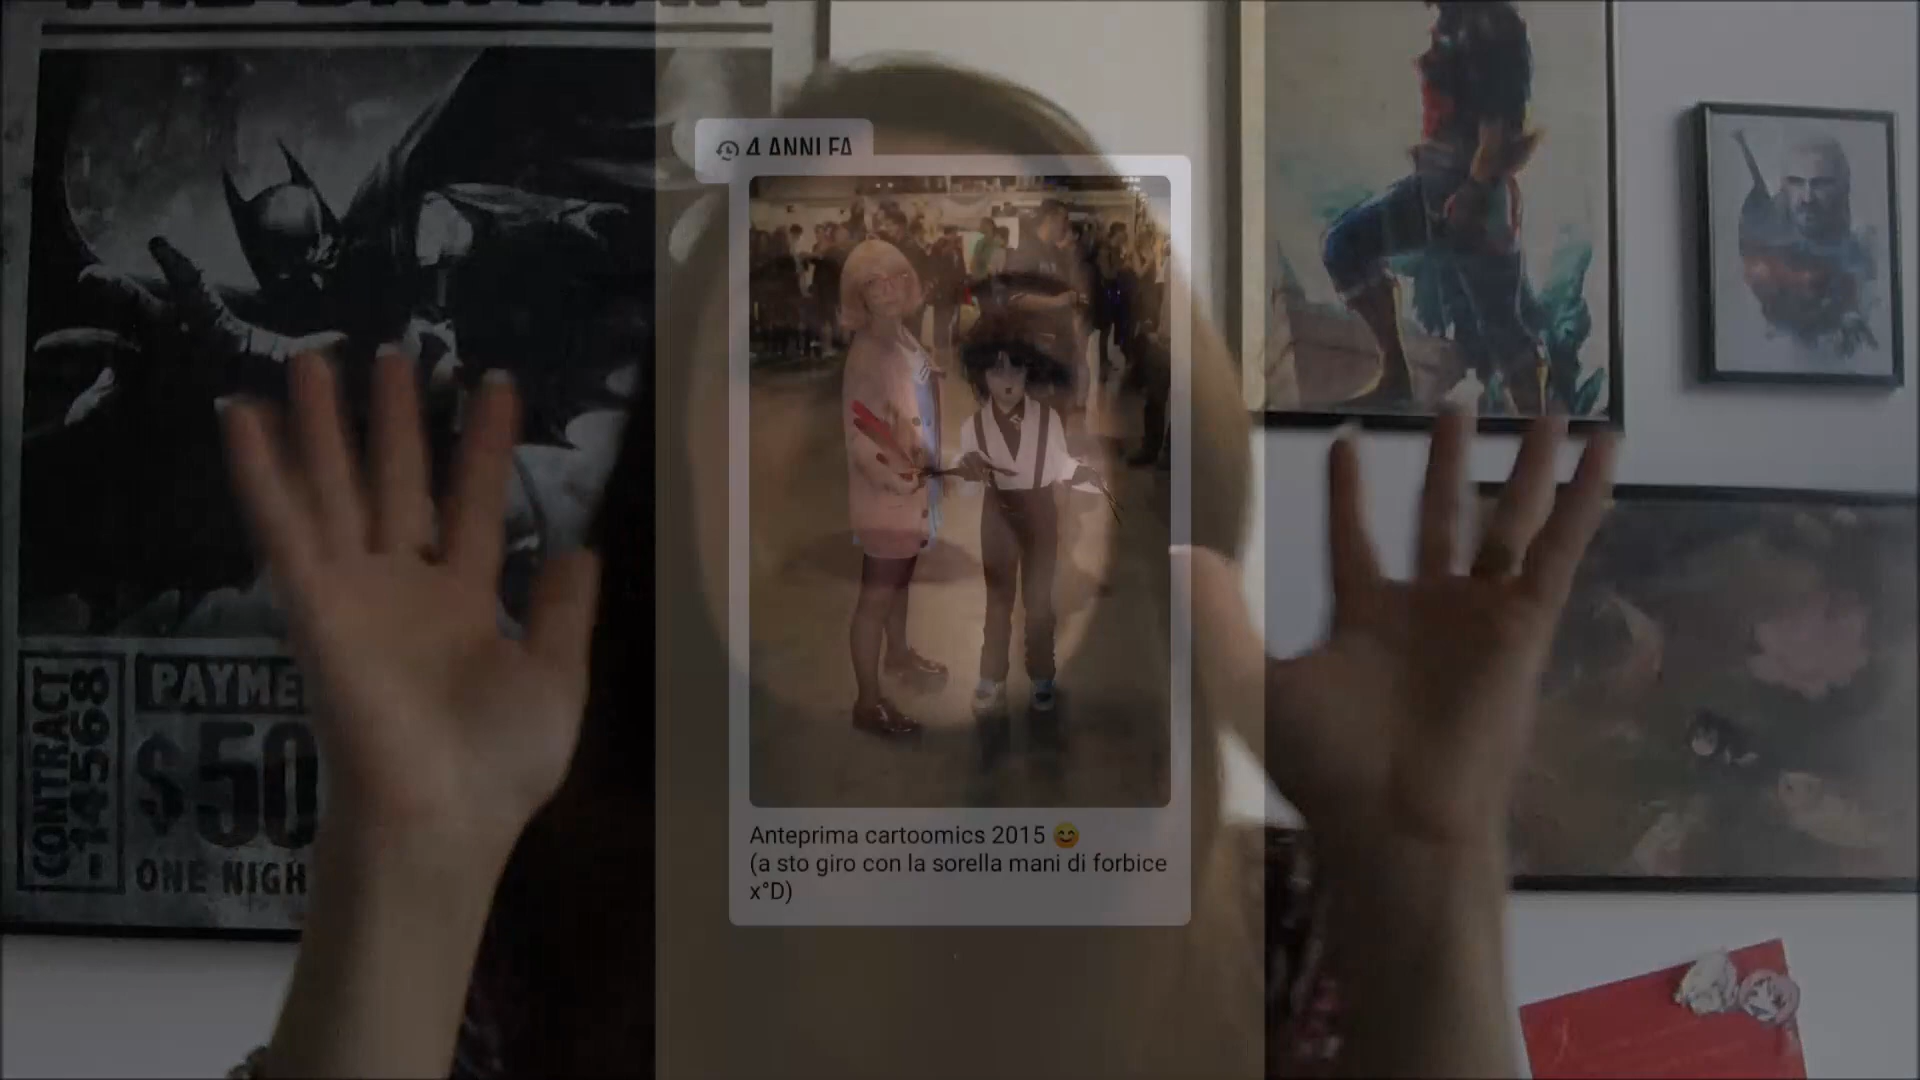 4 ANNI FA
Anteprima cartoomics 2015 😊
(a sto giro con la sorella mani di forbice
x°D)
CONTRACT
-14568
PAYME
$50
ONE NIGH